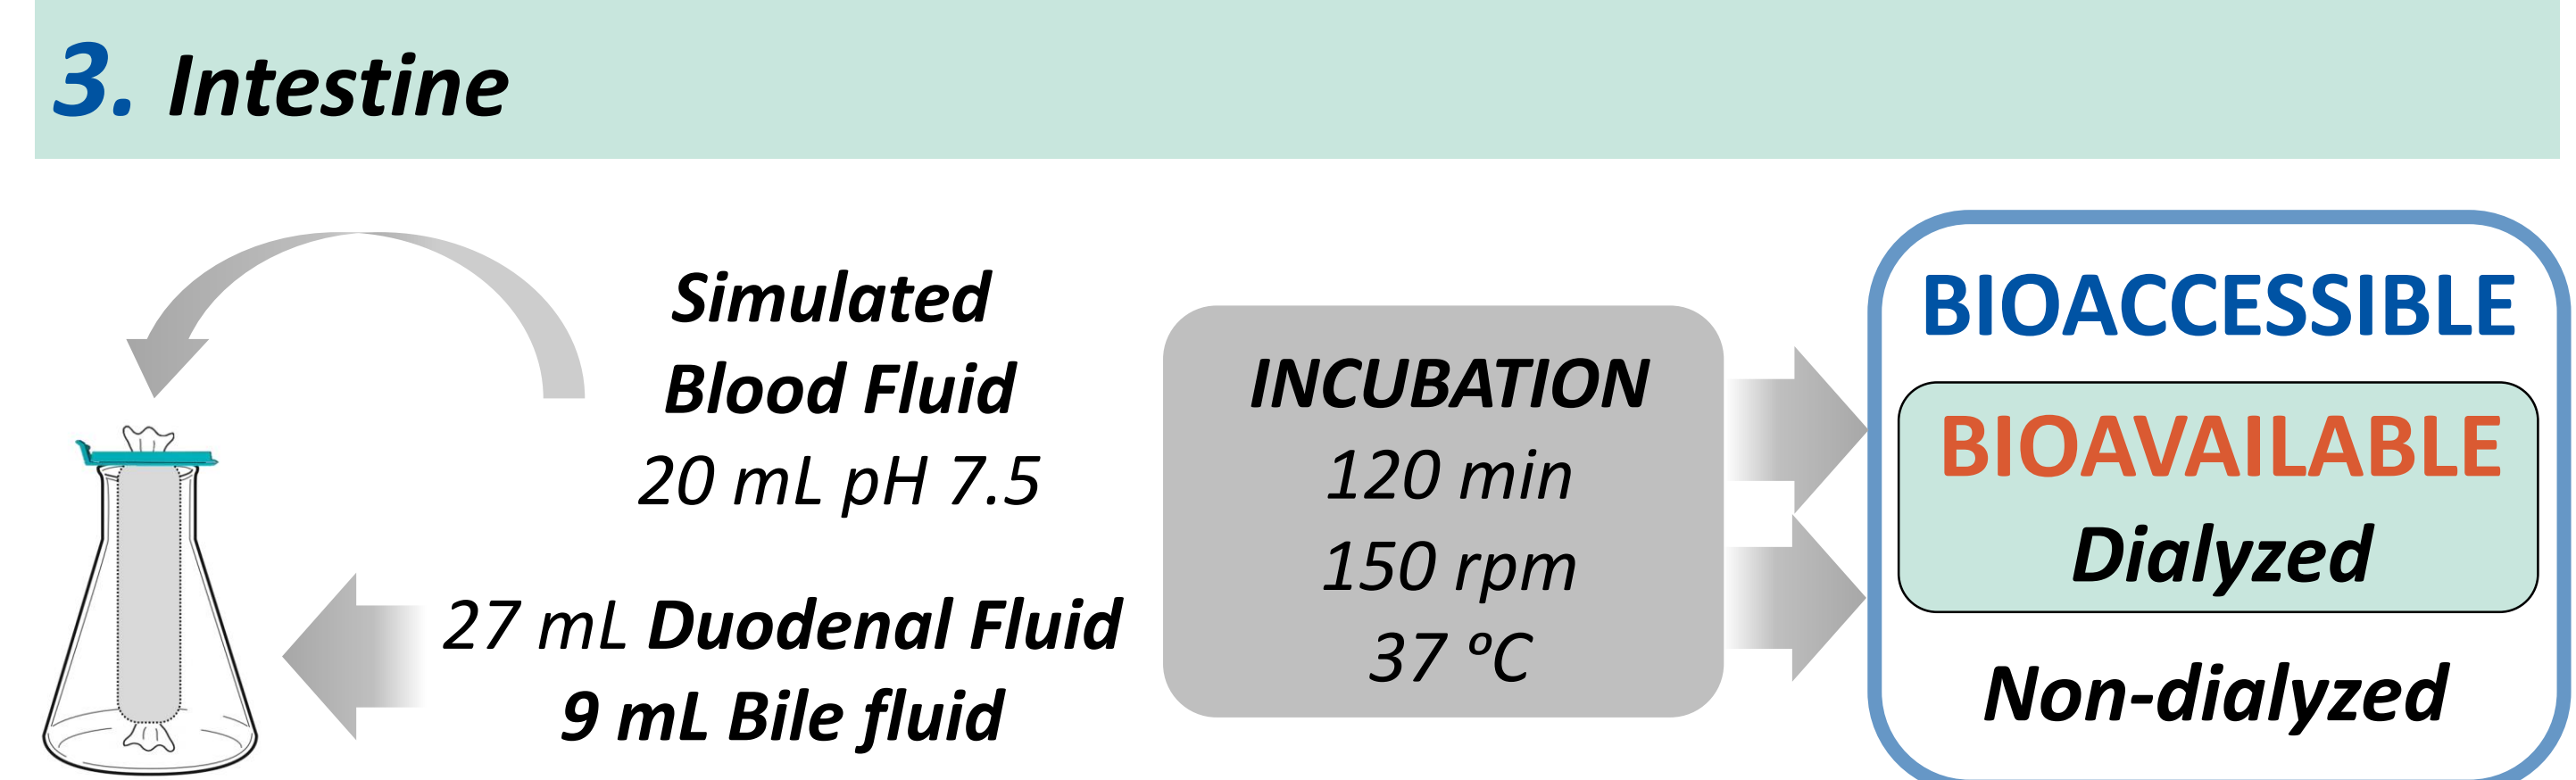 3. Intestine
Simulated
Blood Fluid
20 mL pH 7.5
27 mL Duodenal Fluid
9 mL Bile fluid
INCUBATION
120 min
150 rpm
37 ºC
BIOACCESSIBLE
BIOAVAILABLE
Dialyzed
Non-dialyzed